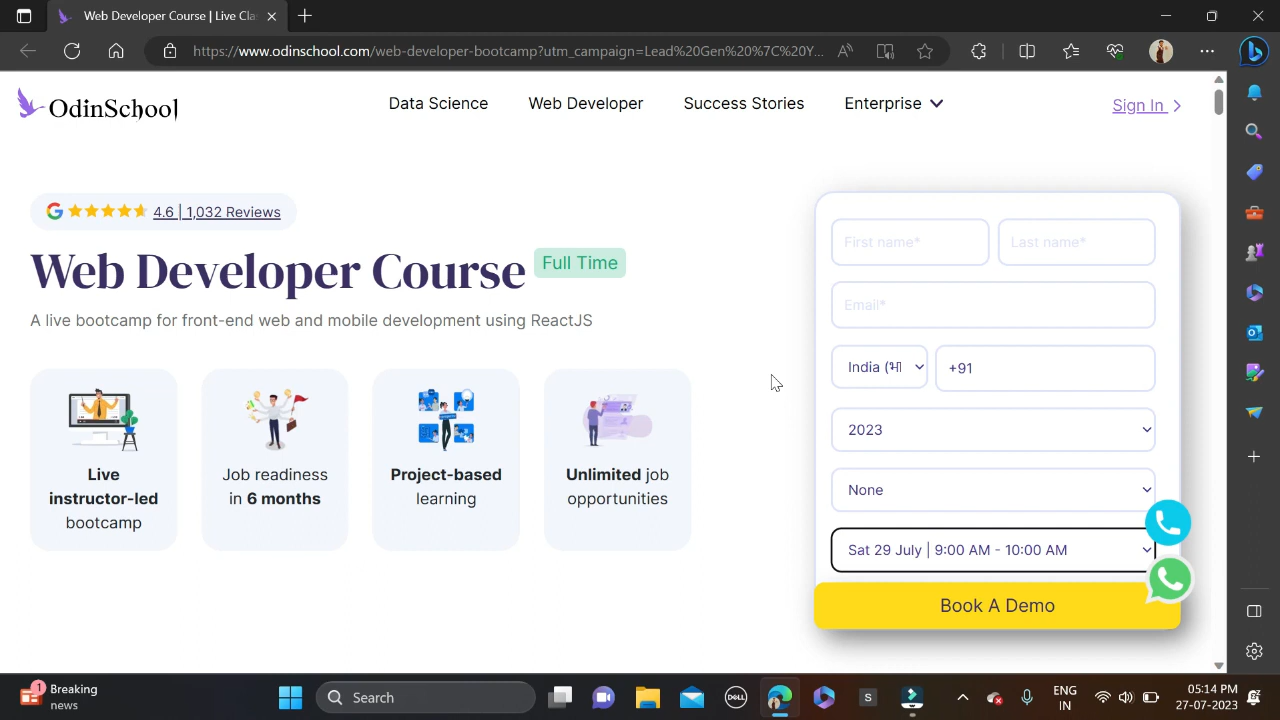 Web Developer Course | Live Cla
https://www.odinschool.com/web-developer-bootcamp?utm_campaign=Lead%20Gen%20%7C%20Y...
OdinSchool
Data Science
Web Developer
Success Stories
Enterprise
Sign In
4.6 | 1,032 Reviews
Web Developer Course
Full Time
A live bootcamp for front-end web and mobile development using ReactJS
Live
instructor-led
bootcamp
Job readiness
in 6 months
Project-based
learning
Unlimited job
opportunities
First name*
Last name*
Email*
India (भा
+91
2023
None
Sat 29 July | 9:00 AM - 10:00 AM
Book A Demo
1
Breaking
news
Search
DELL
S
ENG
IN
05:14 PM
27-07-2023